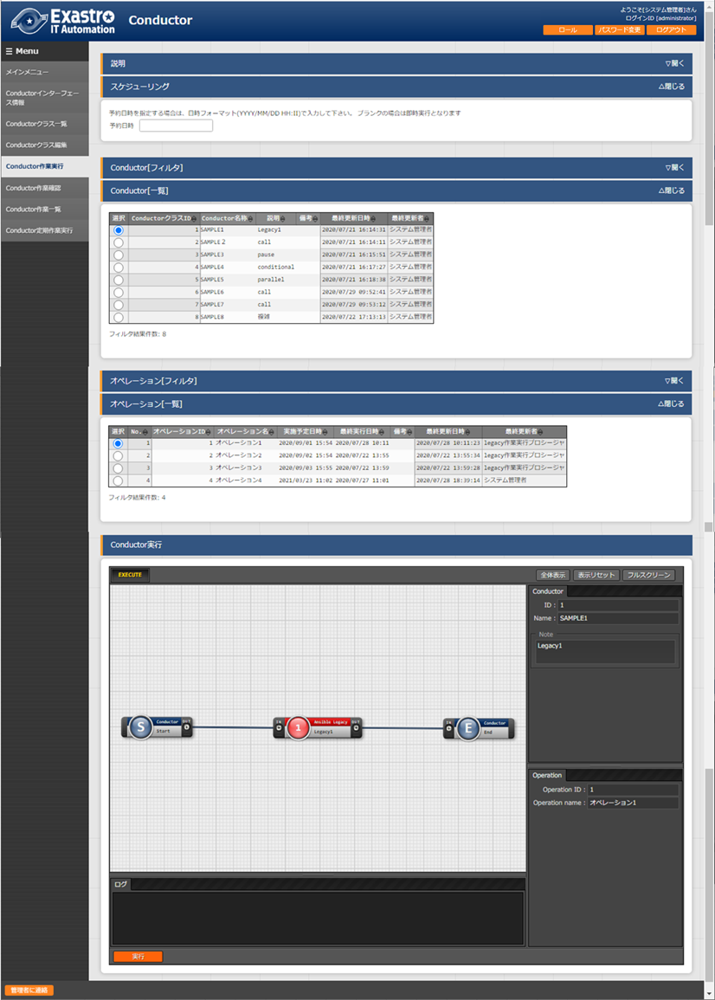 Exastro
IT Automation
Conductor
ようこそ[システム管理者]さん
ログインID [administrator]
ロール パスワード変更 ログアウト
☰ Menu
メインメニュー
Conductorインターフェース情報
Conductorクラス一覧
Conductorクラス編集
Conductor作業実行
Conductor作業確認
Conductor作業一覧
Conductor定期作業実行
説明 ▽開く
スケジューリング △閉じる
予約日時を指定する場合は、日時フォーマット(YYYY/MM/DD HH:II)で入力して下さい。 ブランクの場合は即時実行となります
予約日時
Conductor[フィルタ] ▽開く
Conductor[一覧] △閉じる
選択 ConductorクラスID Conductor名称 説明 備考 最終更新日時 最終更新者
1 SAMPLE1 Legacy1 2020/07/21 16:14:31 システム管理者
2 SAMPLE２ call 2020/07/21 16:14:11 システム管理者
3 SAMPLE3 pause 2020/07/21 16:15:51 システム管理者
4 SAMPLE4 conditional 2020/07/21 16:17:27 システム管理者
5 SAMPLE5 parallel 2020/07/21 16:18:38 システム管理者
6 SAMPLE6 call 2020/07/29 09:52:41 システム管理者
7 SAMPLE7 call 2020/07/29 09:53:12 システム管理者
8 SAMPLE8 複雑 2020/07/22 17:13:13 システム管理者
フィルタ結果件数: 8
オペレーション[フィルタ] ▽開く
オペレーション[一覧] △閉じる
選択 No. オペレーションID オペレーション名 実施予定日時 最終実行日時 備考 最終更新日時 最終更新者
1 1 オペレーション1 2020/09/01 15:54 2020/07/28 10:11 2020/07/28 10:11:23 legacy作業実行プロシージャ
2 2 オペレーション2 2020/09/02 15:54 2020/07/22 13:55 2020/07/22 13:55:34 legacy作業実行プロシージャ
3 3 オペレーション3 2020/09/03 15:55 2020/07/22 13:59 2020/07/22 13:59:28 legacy作業実行プロシージャ
4 4 オペレーション4 2021/03/23 11:02 2020/07/27 11:01 2020/07/28 18:39:14 システム管理者
フィルタ結果件数: 4
Conductor実行
EXECUTE 全体表示 表示リセット フルスクリーン
Conductor
ID : 1
Name : SAMPLE1
Note
Legacy1
S Conductor OUT
Start
IN 1 Ansible Legacy OUT
Legacy1
IN E Conductor
End
Operation
Operation ID : 1
Operation name : オペレーション1
ログ
実行
管理者に連絡